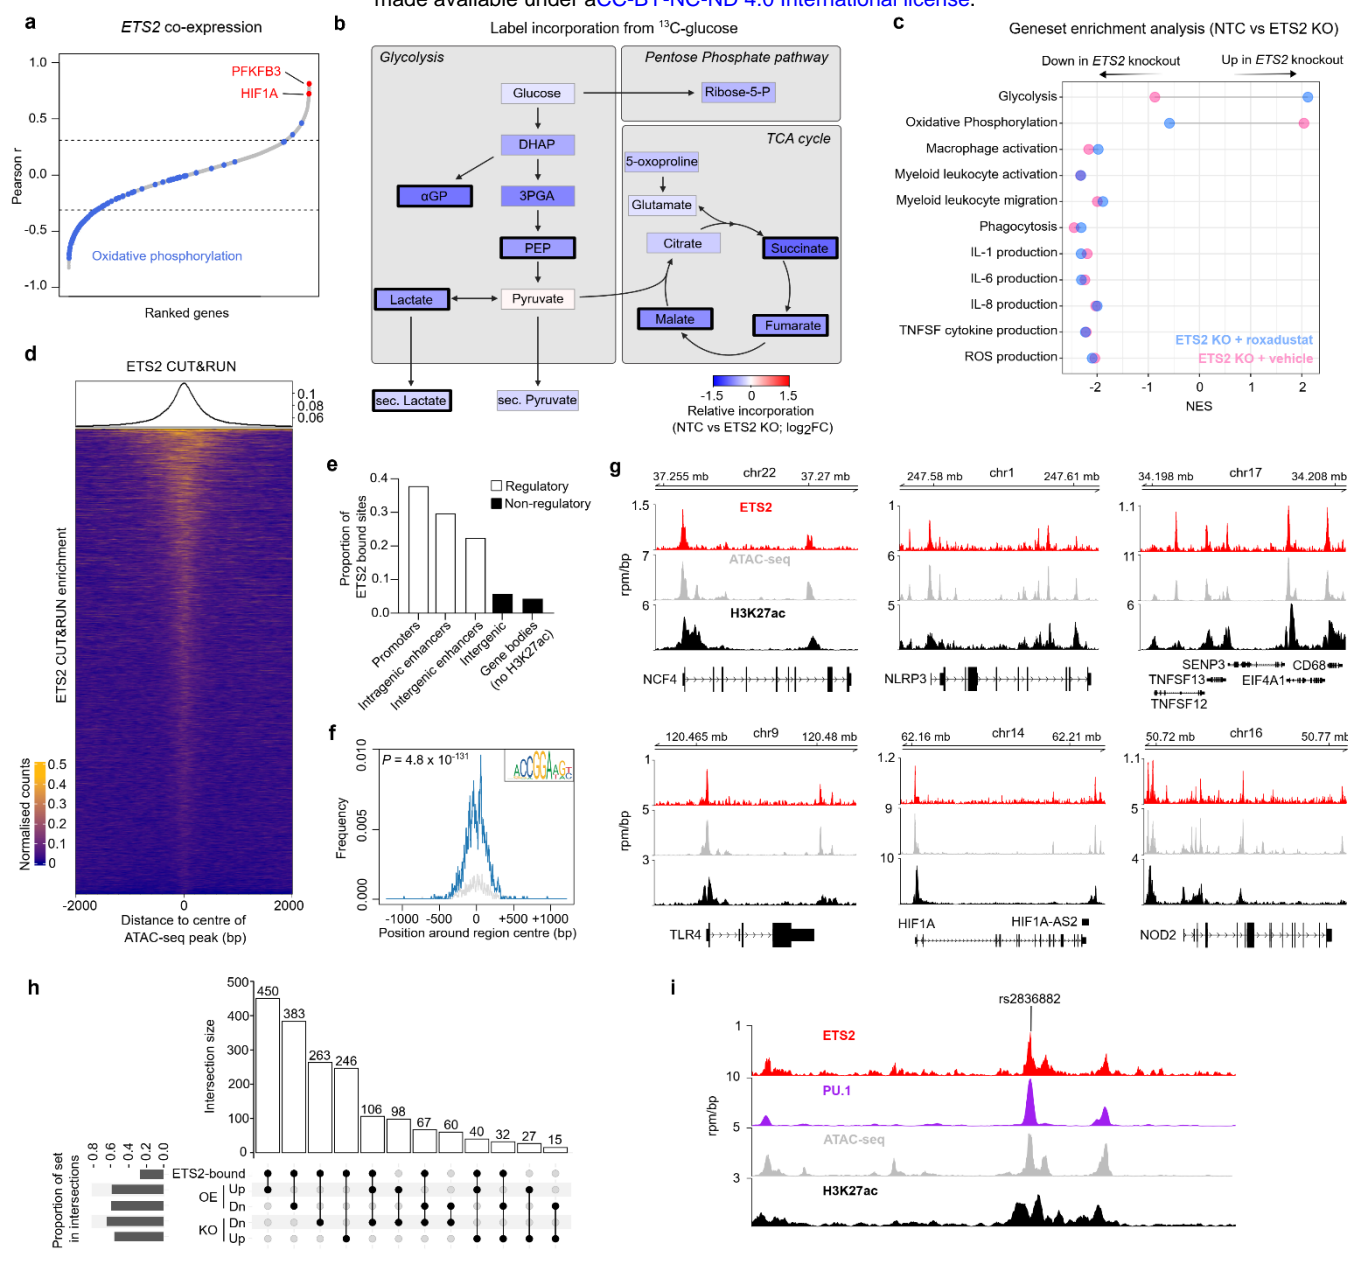 made available under aCC-BY-NC-ND 4.0 International license.
a
ETS2 co-expression
1.0
0.5
0.0
-0.5
-1.0
Pearson r
PFKFB3
HIF1A
Oxidative phosphorylation
Ranked genes
b
Label incorporation from ¹³C-glucose
Glycolysis
Pentose Phosphate pathway
Glucose
Ribose-5-P
TCA cycle
DHAP
5-oxoproline
αGP
3PGA
Glutamate
PEP
Citrate
Succinate
Lactate
Pyruvate
Malate
Fumarate
sec. Lactate
sec. Pyruvate
-1.5 0 1.5
Relative incorporation
(NTC vs ETS2 KO; log₂FC)
c
Geneset enrichment analysis (NTC vs ETS2 KO)
Down in ETS2 knockout
Up in ETS2 knockout
Glycolysis
Oxidative Phosphorylation
Macrophage activation
Myeloid leukocyte activation
Myeloid leukocyte migration
Phagocytosis
IL-1 production
IL-6 production
IL-8 production
TNFSF cytokine production
ROS production
ETS2 KO + roxadustat
ETS2 KO + vehicle
-2 -1 0 1 2
NES
d
ETS2 CUT&RUN
0.1
0.08
0.06
ETS2 CUT&RUN enrichment
Normalised counts
0.5
0.4
0.3
0.2
0.1
0
-2000 0 2000
Distance to centre of
ATAC-seq peak (bp)
e
Proportion of
ETS2 bound sites
0.4
0.3
0.2
0.1
0.0
Regulatory
Non-regulatory
Promoters
Intragenic enhancers
Intergenic enhancers
Intergenic
Gene bodies
(no H3K27ac)
f
P = 4.8 x 10⁻¹³¹
ACCGGAAGT
Frequency
0.010
0.005
0.000
-1000 -500 0 +500 +1000
Position around region centre (bp)
g
37.255 mb chr22 37.27 mb
1.5
ETS2
7
ATAC-seq
6
H3K27ac
rpm/bp
NCF4
247.58 mb chr1 247.61 mb
1
6
5
NLRP3
34.198 mb chr17 34.208 mb
1.1
11
6
SENP3 CD68
TNFSF13 EIF4A1
TNFSF12
120.465 mb chr9 120.48 mb
1
5
3
rpm/bp
TLR4
62.16 mb chr14 62.21 mb
1.2
9
10
HIF1A HIF1A-AS2
50.72 mb chr16 50.77 mb
1.1
5
4
NOD2
h
Intersection size
500
400
300
200
100
0
450
383
263
246
106
98
67
60
40
32
27
15
0.8 0.6 0.4 0.2 0.0
Proportion of set
in intersections
ETS2-bound
OE
Up
Dn
KO
Dn
Up
i
rs2836882
1
ETS2
10
PU.1
5
ATAC-seq
3
H3K27ac
rpm/bp